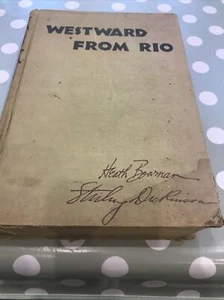 WESTWARD
FROM RIO
Heath Bowman
Stirling Dickinson